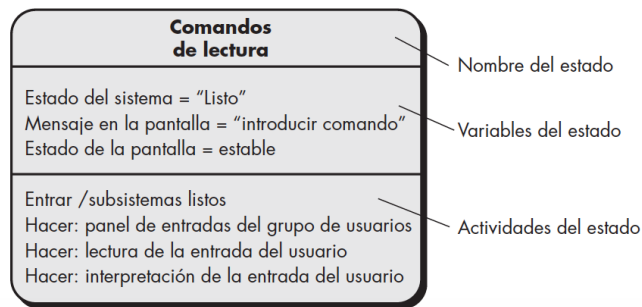 Comandos
de lectura
Nombre del estado
Estado del sistema = “Listo”
Mensaje en la pantalla = “introducir comando”
Estado de la pantalla = estable
Variables del estado
Entrar /subsistemas listos
Hacer: panel de entradas del grupo de usuarios
Hacer: lectura de la entrada del usuario
Hacer: interpretación de la entrada del usuario
Actividades del estado